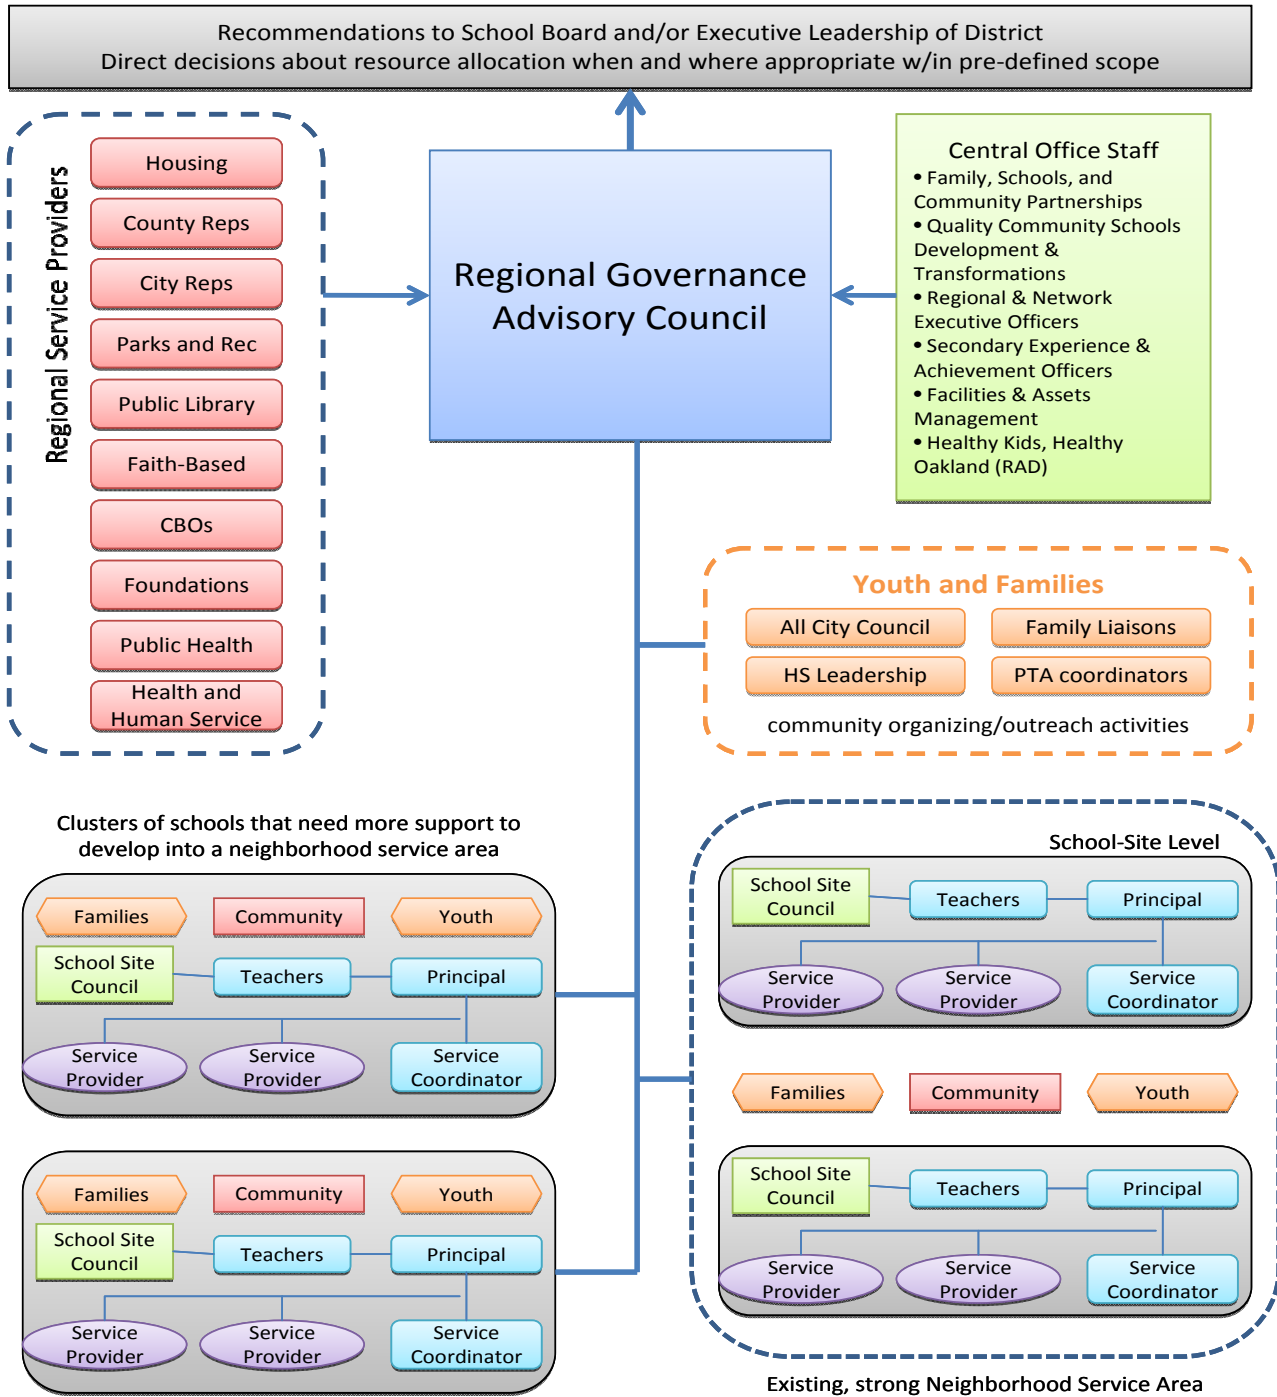 Recommendations to School Board and/or Executive Leadership of District
Direct decisions about resource allocation when and where appropriate w/in pre-defined scope
Regional Service Providers
Housing
County Reps
City Reps
Parks and Rec
Public Library
Faith-Based
CBOs
Foundations
Public Health
Health and
Human Service
Regional Governance
Advisory Council
Central Office Staff
• Family, Schools, and
Community Partnerships
• Quality Community Schools
Development &
Transformations
• Regional & Network
Executive Officers
• Secondary Experience &
Achievement Officers
• Facilities & Assets
Management
• Healthy Kids, Healthy
Oakland (RAD)
Youth and Families
All City Council
Family Liaisons
HS Leadership
PTA coordinators
community organizing/outreach activities
Clusters of schools that need more support to
develop into a neighborhood service area
Families
Community
Youth
School Site
Council
Teachers
Principal
Service
Provider
Service
Provider
Service
Coordinator
Families
Community
Youth
School Site
Council
Teachers
Principal
Service
Provider
Service
Provider
Service
Coordinator
School-Site Level
School Site
Council
Teachers
Principal
Service
Provider
Service
Provider
Service
Coordinator
Families
Community
Youth
School Site
Council
Teachers
Principal
Service
Provider
Service
Provider
Service
Coordinator
Existing, strong Neighborhood Service Area